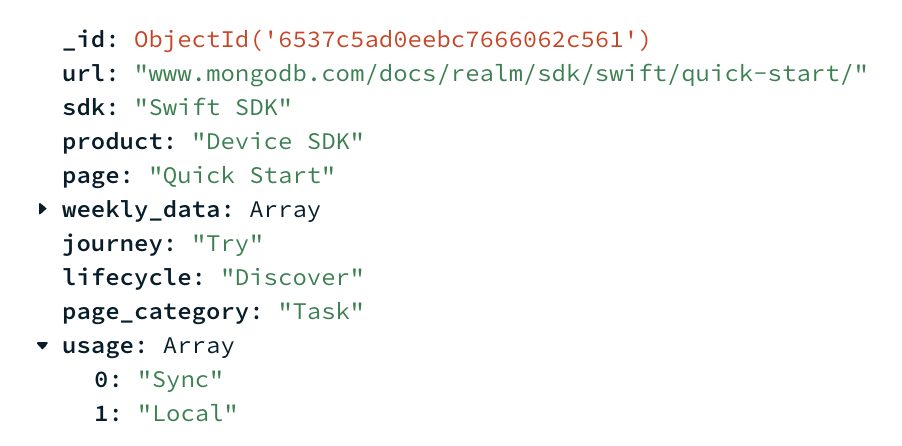 _id: ObjectId('6537c5ad0eebc7666062c561')
url: "www.mongodb.com/docs/realm/sdk/swift/quick-start/"
sdk: "Swift SDK"
product: "Device SDK"
page: "Quick Start"
weekly_data: Array
journey: "Try"
lifecycle: "Discover"
page_category: "Task"
usage: Array
0: "Sync"
1: "Local"